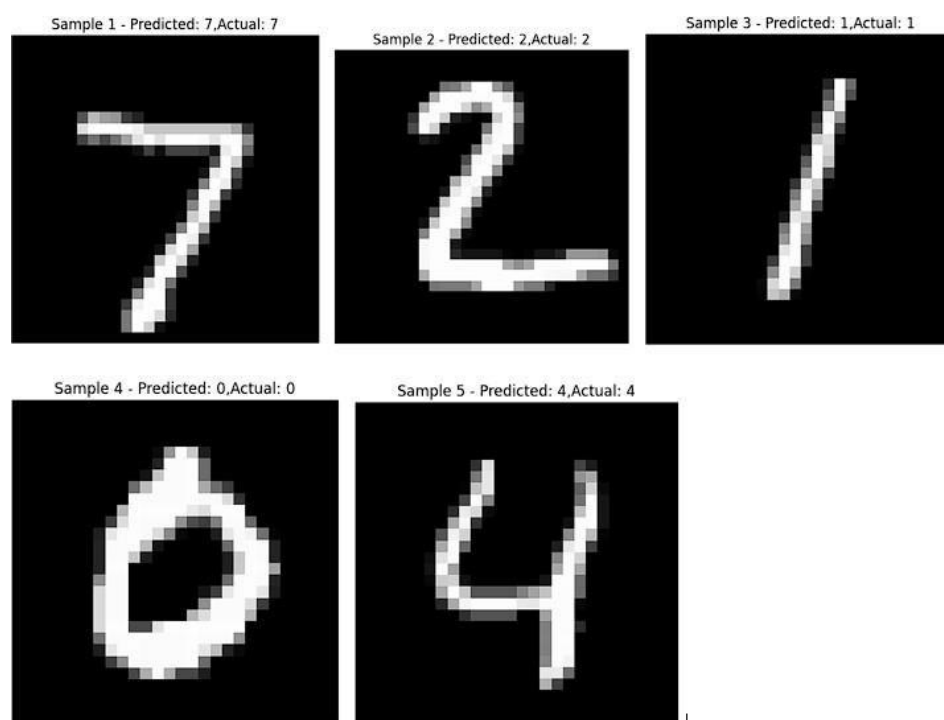 Sample 1 - Predicted: 7,Actual: 7
Sample 2 - Predicted: 2,Actual: 2
Sample 3 - Predicted: 1,Actual: 1
7
2
1
Sample 4 - Predicted: 0,Actual: 0
Sample 5 - Predicted: 4,Actual: 4
0
4